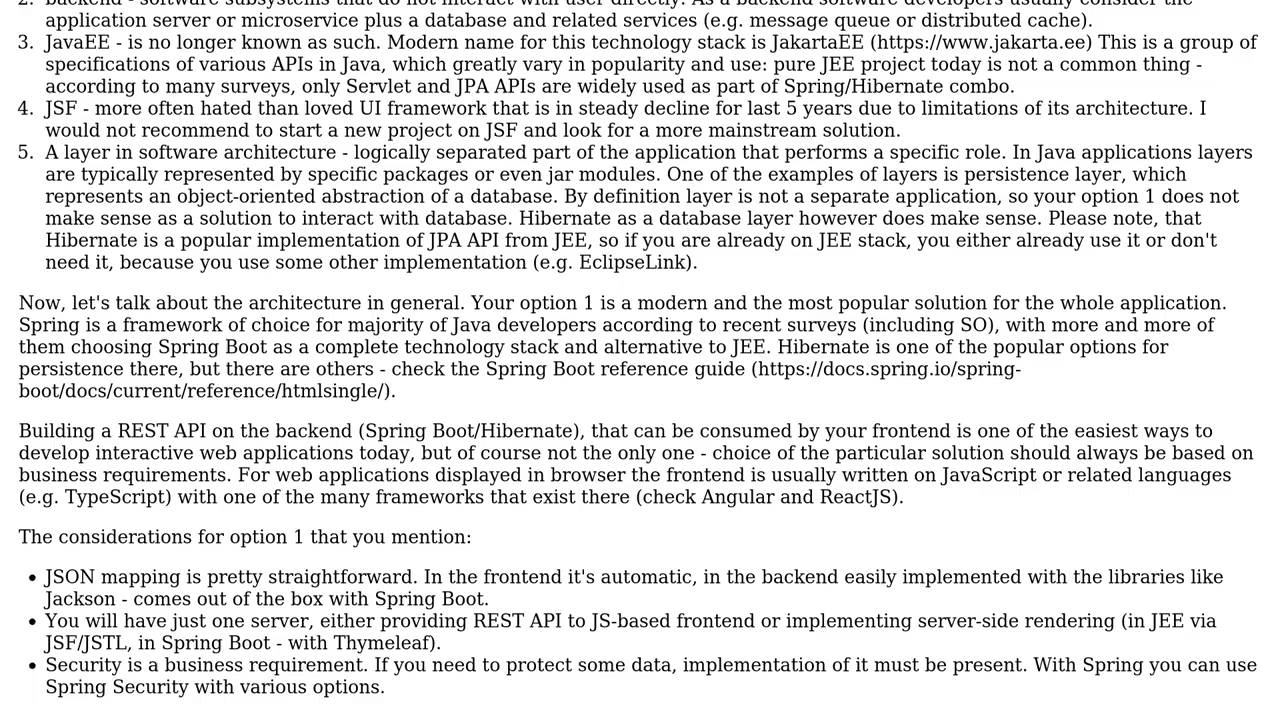 2. backend - software subsystems that do not interact with user directly. As a backend software developers usually consider the
application server or microservice plus a database and related services (e.g. message queue or distributed cache).
3. JavaEE - is no longer known as such. Modern name for this technology stack is JakartaEE (https://www.jakarta.ee) This is a group of
specifications of various APIs in Java, which greatly vary in popularity and use: pure JEE project today is not a common thing -
according to many surveys, only Servlet and JPA APIs are widely used as part of Spring/Hibernate combo.
4. JSF - more often hated than loved UI framework that is in steady decline for last 5 years due to limitations of its architecture. I
would not recommend to start a new project on JSF and look for a more mainstream solution.
5. A layer in software architecture - logically separated part of the application that performs a specific role. In Java applications layers
are typically represented by specific packages or even jar modules. One of the examples of layers is persistence layer, which
represents an object-oriented abstraction of a database. By definition layer is not a separate application, so your option 1 does not
make sense as a solution to interact with database. Hibernate as a database layer however does make sense. Please note, that
Hibernate is a popular implementation of JPA API from JEE, so if you are already on JEE stack, you either already use it or don't
need it, because you use some other implementation (e.g. EclipseLink).
Now, let's talk about the architecture in general. Your option 1 is a modern and the most popular solution for the whole application.
Spring is a framework of choice for majority of Java developers according to recent surveys (including SO), with more and more of
them choosing Spring Boot as a complete technology stack and alternative to JEE. Hibernate is one of the popular options for
persistence there, but there are others - check the Spring Boot reference guide (https://docs.spring.io/spring-
boot/docs/current/reference/htmlsingle/).
Building a REST API on the backend (Spring Boot/Hibernate), that can be consumed by your frontend is one of the easiest ways to
develop interactive web applications today, but of course not the only one - choice of the particular solution should always be based on
business requirements. For web applications displayed in browser the frontend is usually written on JavaScript or related languages
(e.g. TypeScript) with one of the many frameworks that exist there (check Angular and ReactJS).
The considerations for option 1 that you mention:
• JSON mapping is pretty straightforward. In the frontend it's automatic, in the backend easily implemented with the libraries like
Jackson - comes out of the box with Spring Boot.
• You will have just one server, either providing REST API to JS-based frontend or implementing server-side rendering (in JEE via
JSF/JSTL, in Spring Boot - with Thymeleaf).
• Security is a business requirement. If you need to protect some data, implementation of it must be present. With Spring you can use
Spring Security with various options.